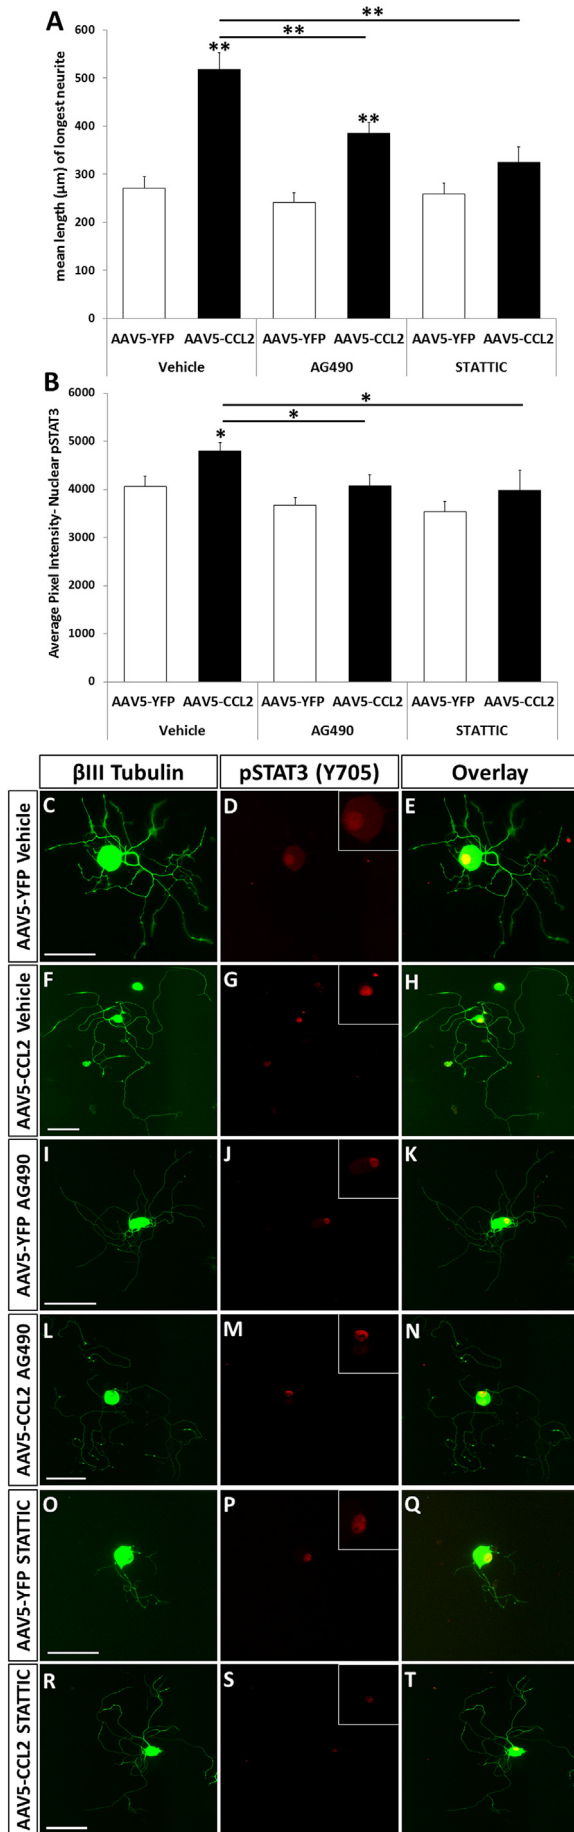 A
**
**
**
**
600
500
400
300
200
100
0
mean length (μm) of longest neurite
AAV5-YFP AAV5-CCL2 AAV5-YFP AAV5-CCL2 AAV5-YFP AAV5-CCL2
Vehicle AG490 STATTIC
B
*
*
*
6000
5000
4000
3000
2000
1000
0
Average Pixel Intensity- Nuclear pSTAT3
AAV5-YFP AAV5-CCL2 AAV5-YFP AAV5-CCL2 AAV5-YFP AAV5-CCL2
Vehicle AG490 STATTIC
βIII Tubulin pSTAT3 (Y705) Overlay
AAV5-YFP Vehicle
C D E
AAV5-CCL2 Vehicle
F G H
AAV5-YFP AG490
I J K
AAV5-CCL2 AG490
L M N
AAV5-YFP STATTIC
O P Q
AAV5-CCL2 STATTIC
R S T